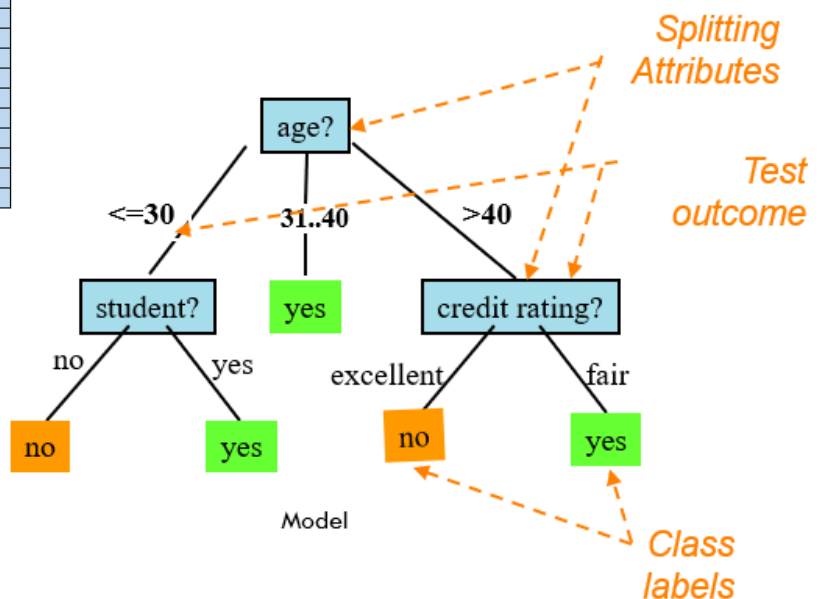 Splitting
Attributes
age?
Test
outcome
<=30
31..40
>40
student?
yes
credit rating?
no
yes
excellent
fair
no
yes
no
yes
Model
Class
labels